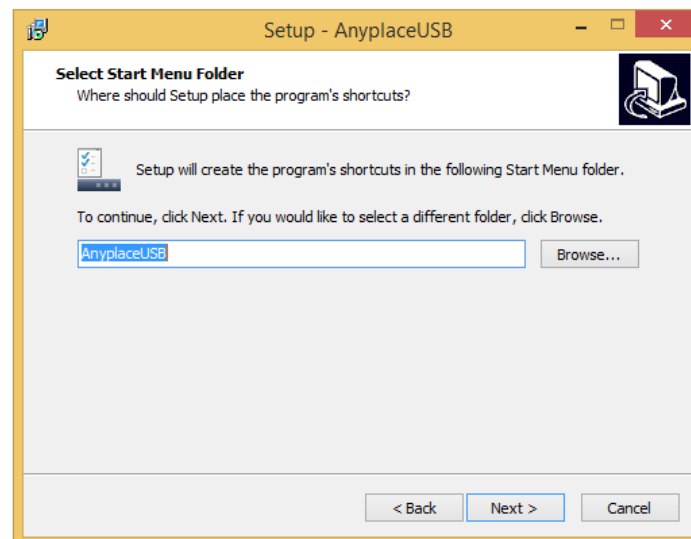 Setup - AnyplaceUSB
Select Start Menu Folder
Where should Setup place the program's shortcuts?
Setup will create the program's shortcuts in the following Start Menu folder.
To continue, click Next. If you would like to select a different folder, click Browse.
AnyplaceUSB
Browse...
< Back
Next >
Cancel